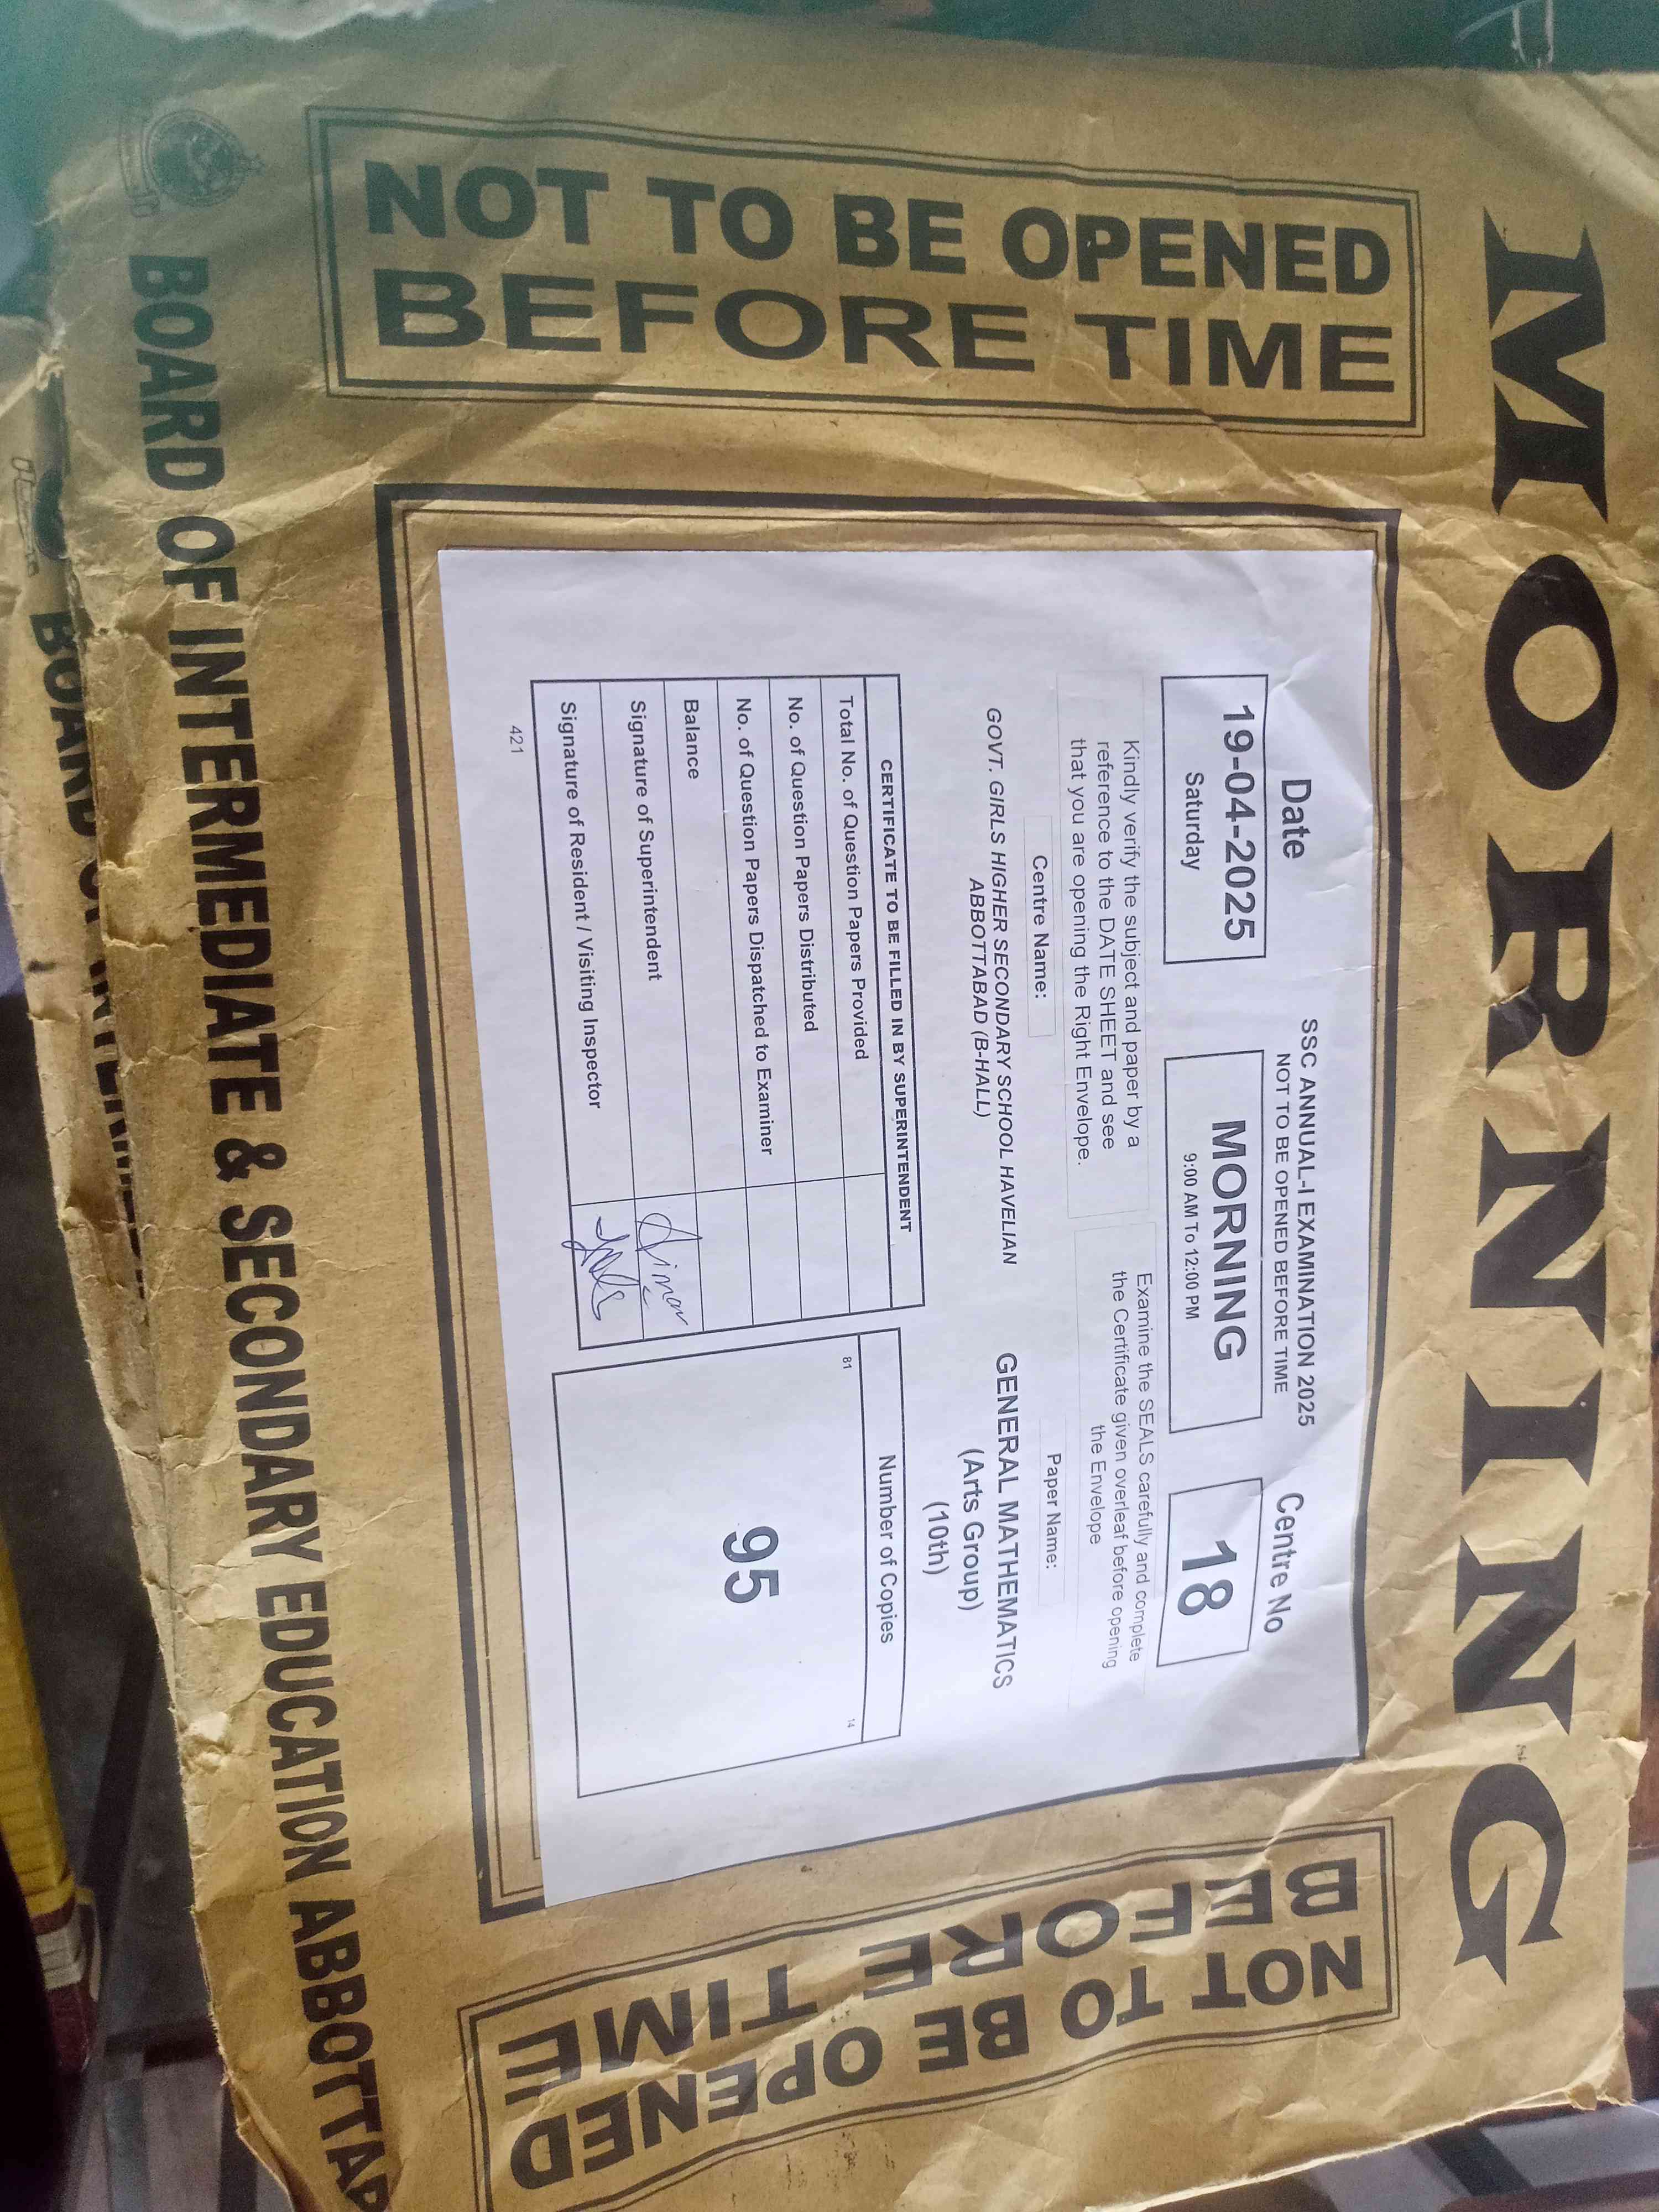 MORNING
NOT TO BE OPENED
BEFORE TIME
Date
19-04-2025
Saturday
SSC ANNUAL-I EXAMINATION 2025
NOT TO BE OPENED BEFORE TIME
MORNING
9:00 AM To 12:00 PM
Centre No
18
Kindly verify the subject and paper by a
reference to the DATE SHEET and see
that you are opening the Right Envelope.
Examine the SEALS carefully and complete
the Certificate given overleaf before opening
the Envelope
Centre Name:
GOVT. GIRLS HIGHER SECONDARY SCHOOL HAVELIAN
ABBOTTABAD (B-HALL)
Paper Name:
GENERAL MATHEMATICS
(Arts Group)
(10th)
CERTIFICATE TO BE FILLED IN BY SUPERINTENDENT
Total No. of Question Papers Provided
No. of Question Papers Distributed
No. of Question Papers Dispatched to Examiner
Balance
Signature of Superintendent
Signature of Resident / Visiting Inspector
421
Number of Copies
81
14
95
NOT TO BE OPENED
BEFORE TIME
BOARD OF INTERMEDIATE & SECONDARY EDUCATION ABBOTTAB
BOARD